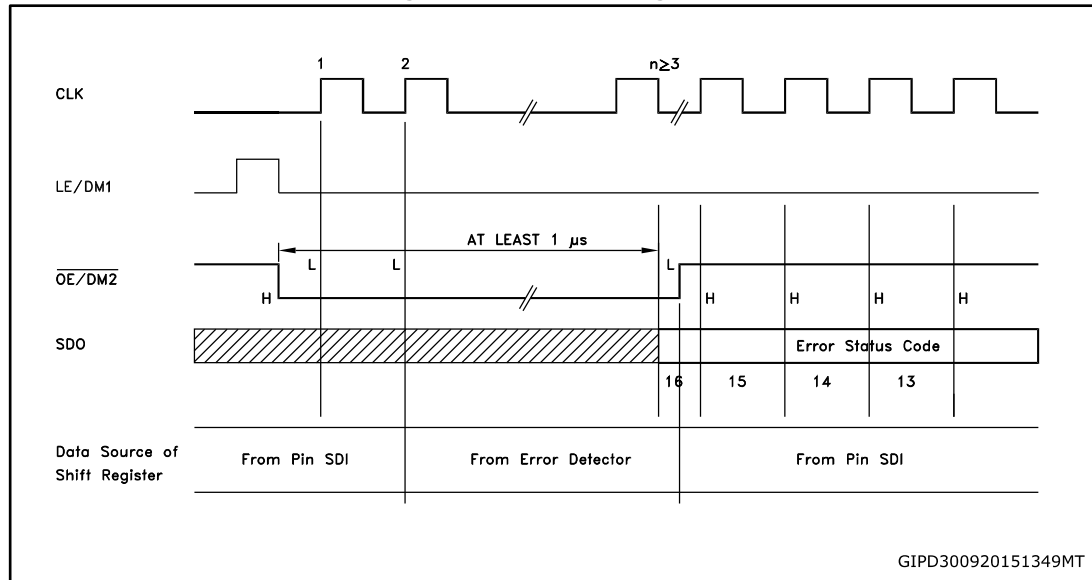 1 2 n≥3
CLK
LE/DM1
AT LEAST 1 μs
L L L
OE/DM2
H H H H H
SDO
Error Status Code
16 15 14 13
Data Source of
Shift Register
From Pin SDI From Error Detector From Pin SDI
GIPD300920151349MT